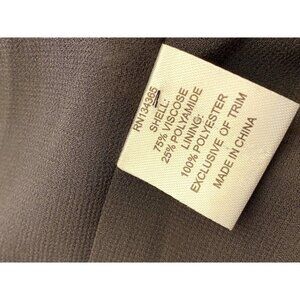 RN134365
SHELL:
75% VISCOSE
25% POLYAMIDE
LINING:
100% POLYESTER
EXCLUSIVE OF TRIM
MADE IN CHINA